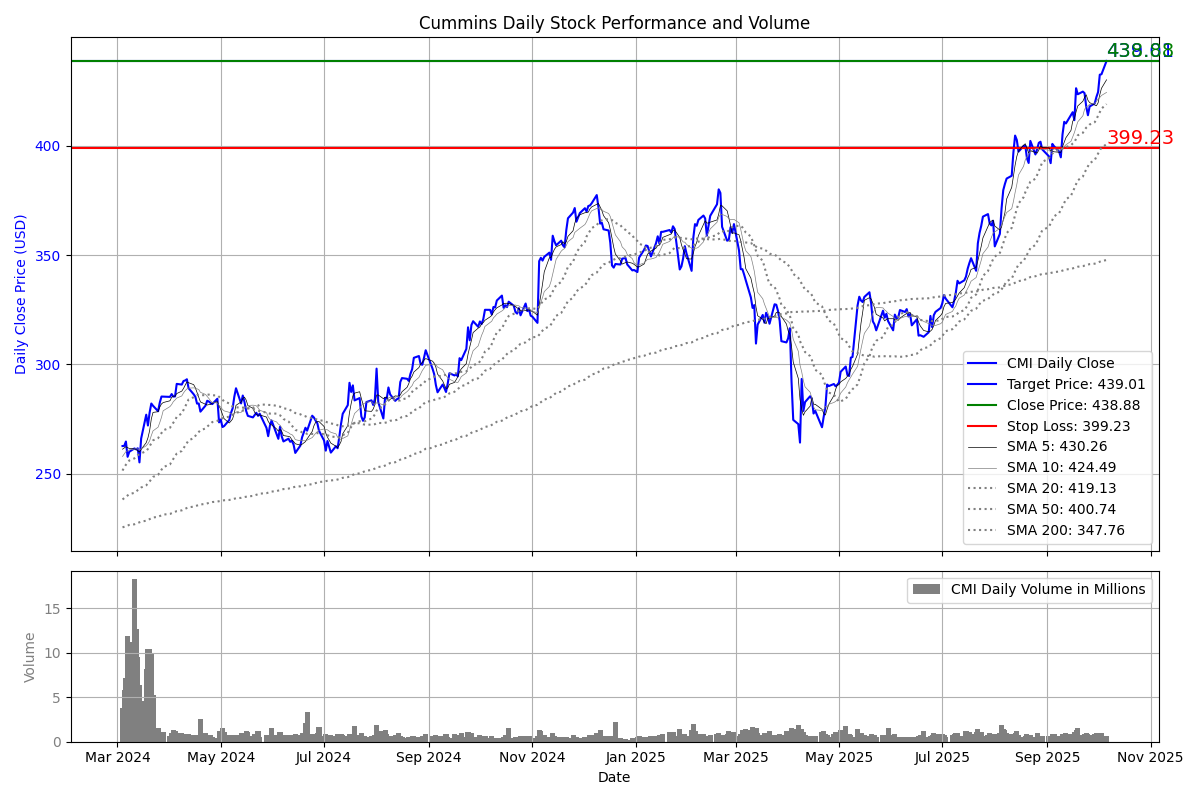 Cummins Daily Stock Performance and Volume
439.01
438.88
399.23
400
350
300
250
Daily Close Price (USD)
CMI Daily Close
Target Price: 439.01
Close Price: 438.88
Stop Loss: 399.23
SMA 5: 430.26
SMA 10: 424.49
SMA 20: 419.13
SMA 50: 400.74
SMA 200: 347.76
CMI Daily Volume in Millions
15
10
5
0
Volume
Mar 2024 May 2024 Jul 2024 Sep 2024 Nov 2024 Jan 2025 Mar 2025 May 2025 Jul 2025 Sep 2025 Nov 2025
Date